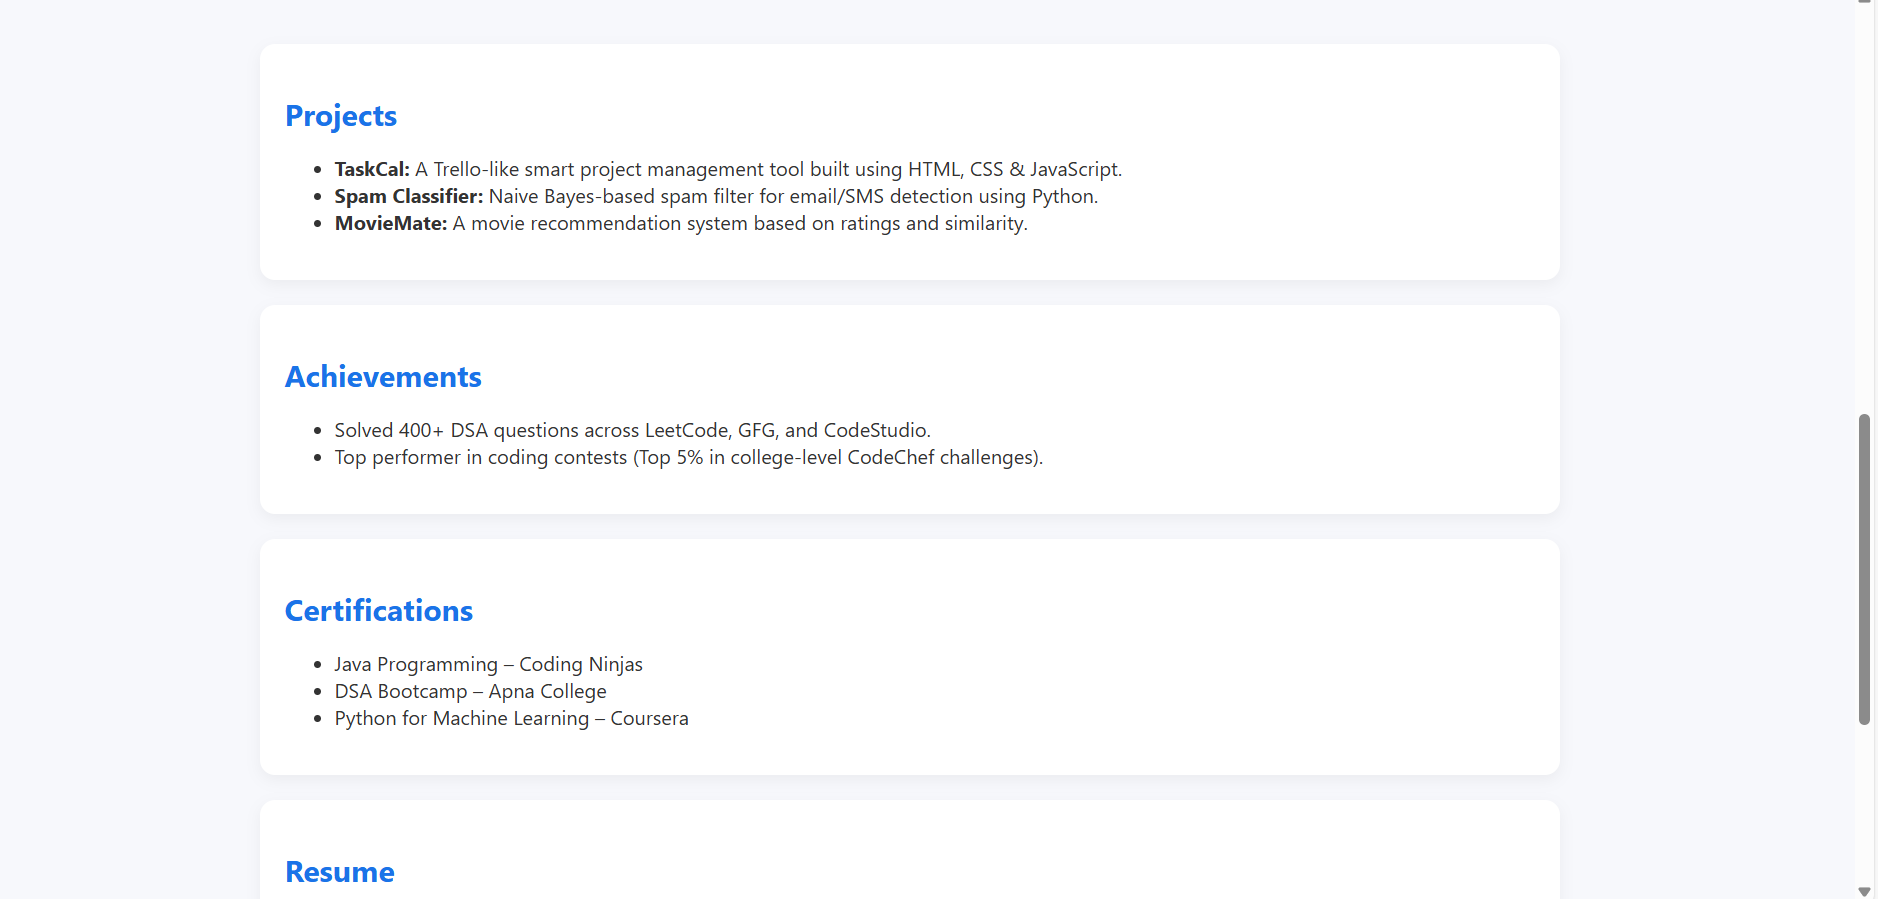 Projects
• TaskCal: A Trello-like smart project management tool built using HTML, CSS & JavaScript.
• Spam Classifier: Naive Bayes-based spam filter for email/SMS detection using Python.
• MovieMate: A movie recommendation system based on ratings and similarity.
Achievements
• Solved 400+ DSA questions across LeetCode, GFG, and CodeStudio.
• Top performer in coding contests (Top 5% in college-level CodeChef challenges).
Certifications
• Java Programming – Coding Ninjas
• DSA Bootcamp – Apna College
• Python for Machine Learning – Coursera
Resume